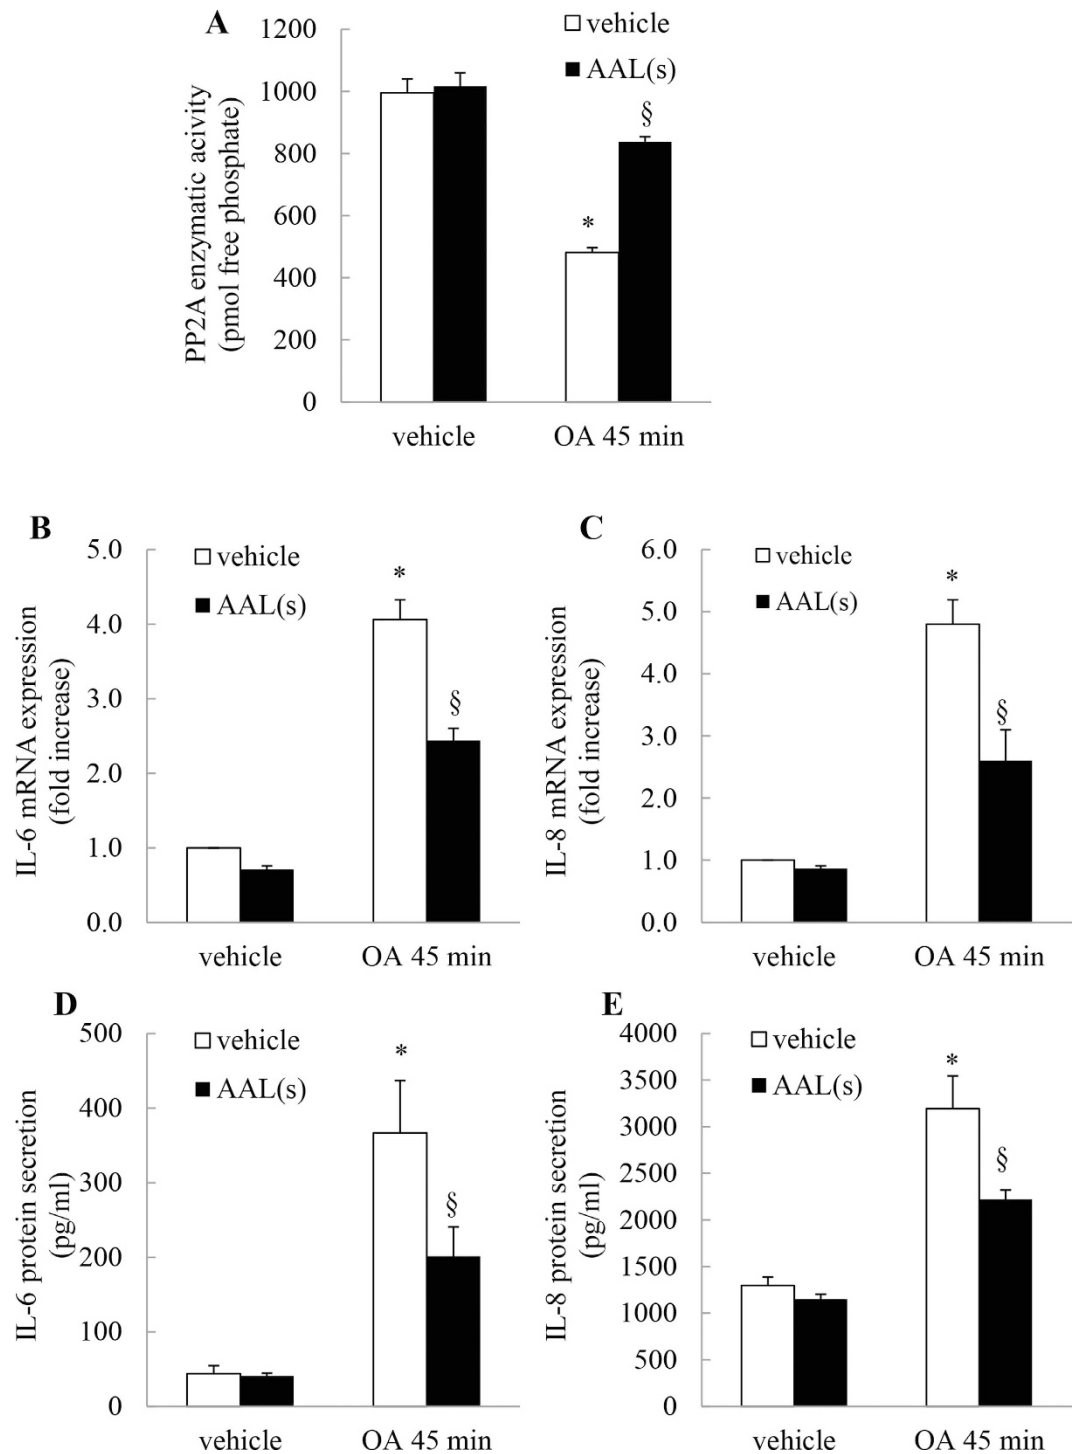 A
1200
1000
800
600
400
200
0
PP2A enzymatic acivity
(pmol free phosphate)
vehicle
AAL(s)
*
§
vehicle
OA 45 min
B
5.0
4.0
3.0
2.0
1.0
0.0
IL-6 mRNA expression
(fold increase)
vehicle
AAL(s)
*
§
vehicle
OA 45 min
C
6.0
5.0
4.0
3.0
2.0
1.0
0.0
IL-8 mRNA expression
(fold increase)
vehicle
AAL(s)
*
§
vehicle
OA 45 min
D
500
400
300
200
100
0
IL-6 protein secretion
(pg/ml)
vehicle
AAL(s)
*
§
vehicle
OA 45 min
E
4000
3500
3000
2500
2000
1500
1000
500
0
IL-8 protein secretion
(pg/ml)
vehicle
AAL(s)
*
§
vehicle
OA 45 min